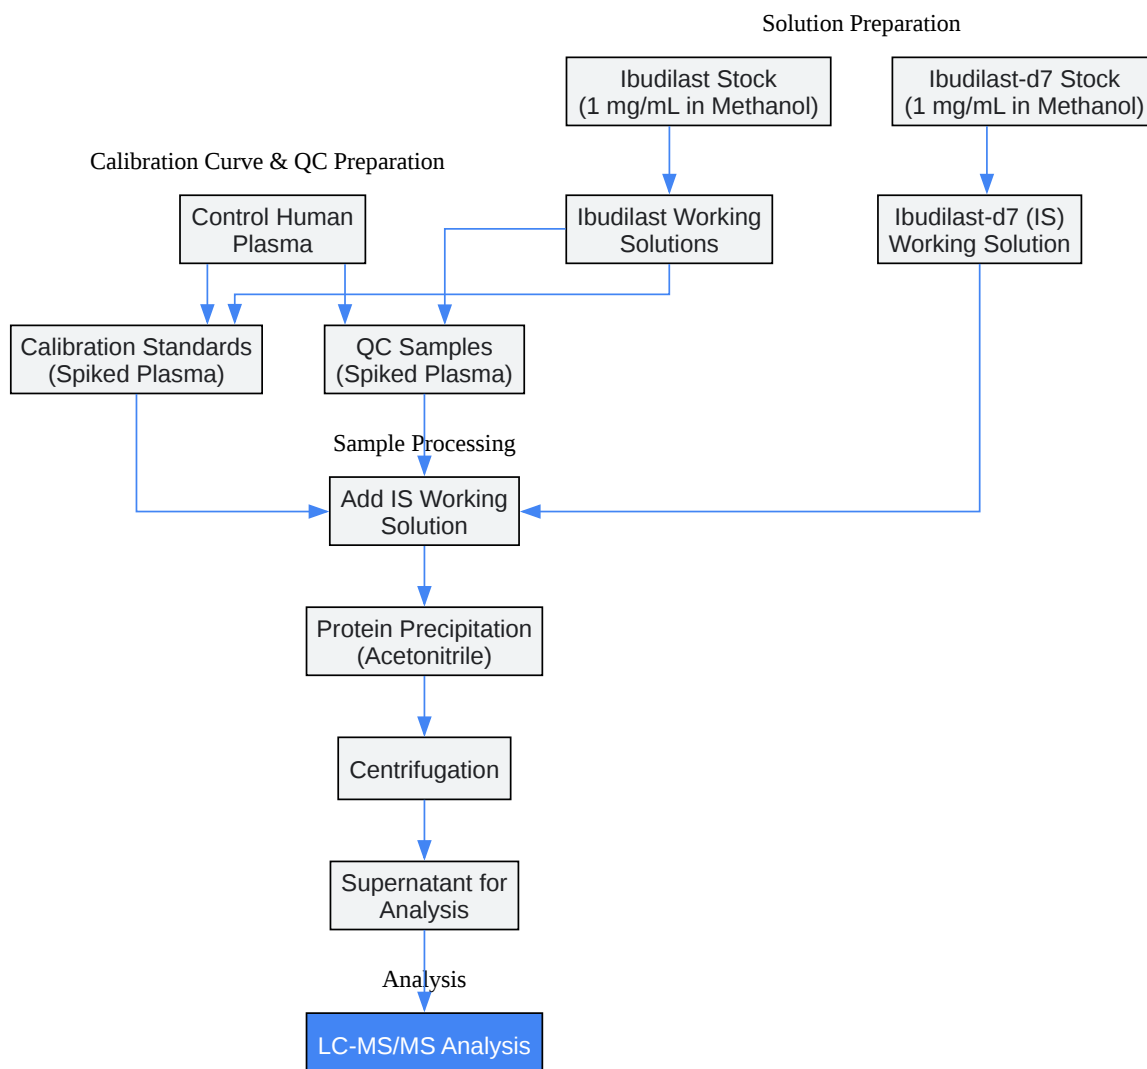 Solution Preparation
Ibudilast Stock
(1 mg/mL in Methanol)
Ibudilast-d7 Stock
(1 mg/mL in Methanol)
Calibration Curve & QC Preparation
Control Human
Plasma
Ibudilast Working
Solutions
Ibudilast-d7 (IS)
Working Solution
Calibration Standards
(Spiked Plasma)
QC Samples
(Spiked Plasma)
Sample Processing
Add IS Working
Solution
Protein Precipitation
(Acetonitrile)
Centrifugation
Supernatant for
Analysis
Analysis
LC-MS/MS Analysis